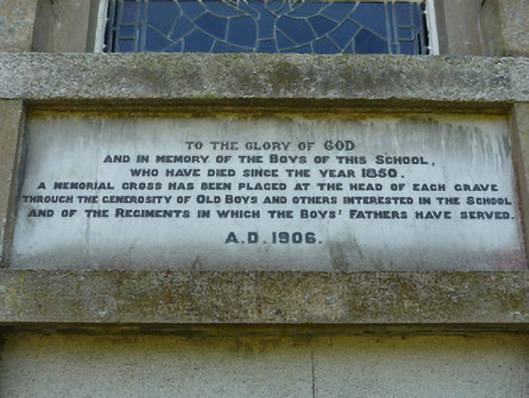 TO THE GLORY OF GOD
AND IN MEMORY OF THE BOYS OF THIS SCHOOL,
WHO HAVE DIED SINCE THE YEAR 1850.
A MEMORIAL CROSS HAS BEEN PLACED AT THE HEAD OF EACH GRAVE
THROUGH THE GENEROSITY OF OLD BOYS AND OTHERS INTERESTED IN THE SCHOOL
AND OF THE REGIMENTS IN WHICH THE BOYS' FATHERS HAVE SERVED.
A.D. 1906.